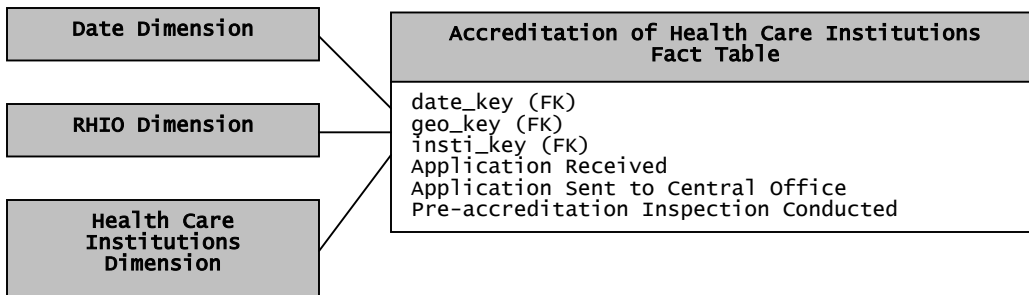 Date Dimension
RHIO Dimension
Health Care
Institutions
Dimension
Accreditation of Health Care Institutions
Fact Table
date_key (FK)
geo_key (FK)
insti_key (FK)
Application Received
Application Sent to Central Office
Pre-accreditation Inspection Conducted